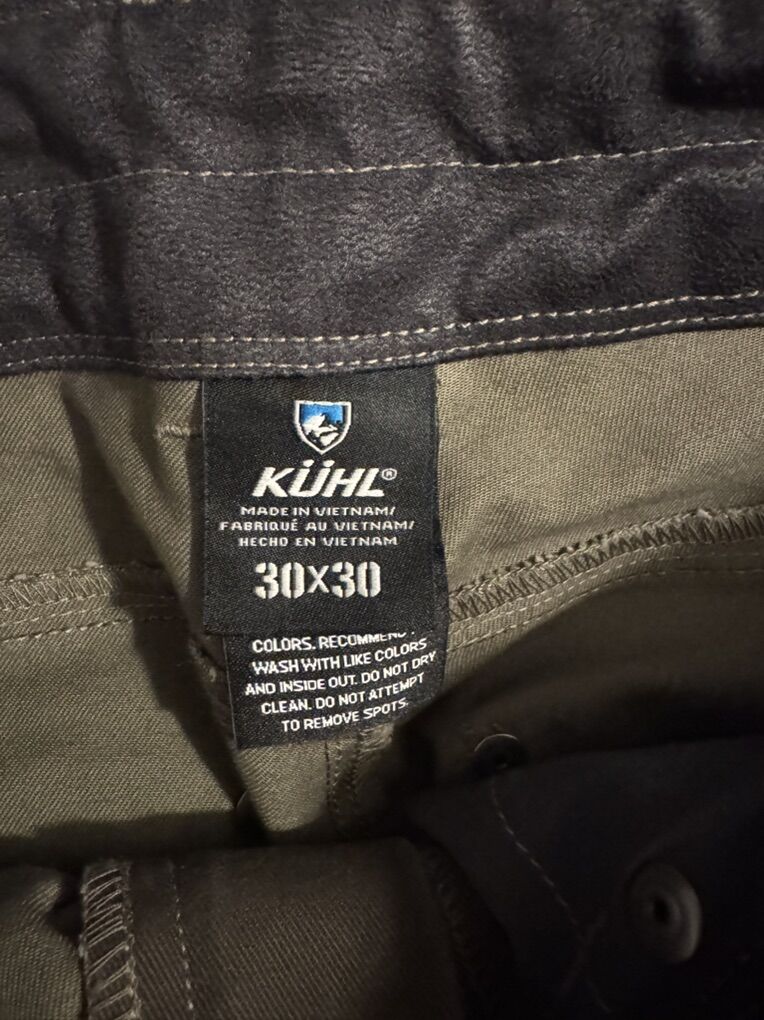 KÜHL®
MADE IN VIETNAM/
FABRIQUÉ AU VIETNAM/
HECHO EN VIETNAM
30X30
COLORS. RECOMMEND
WASH WITH LIKE COLORS
AND INSIDE OUT. DO NOT DRY
CLEAN. DO NOT ATTEMPT
TO REMOVE SPOTS.